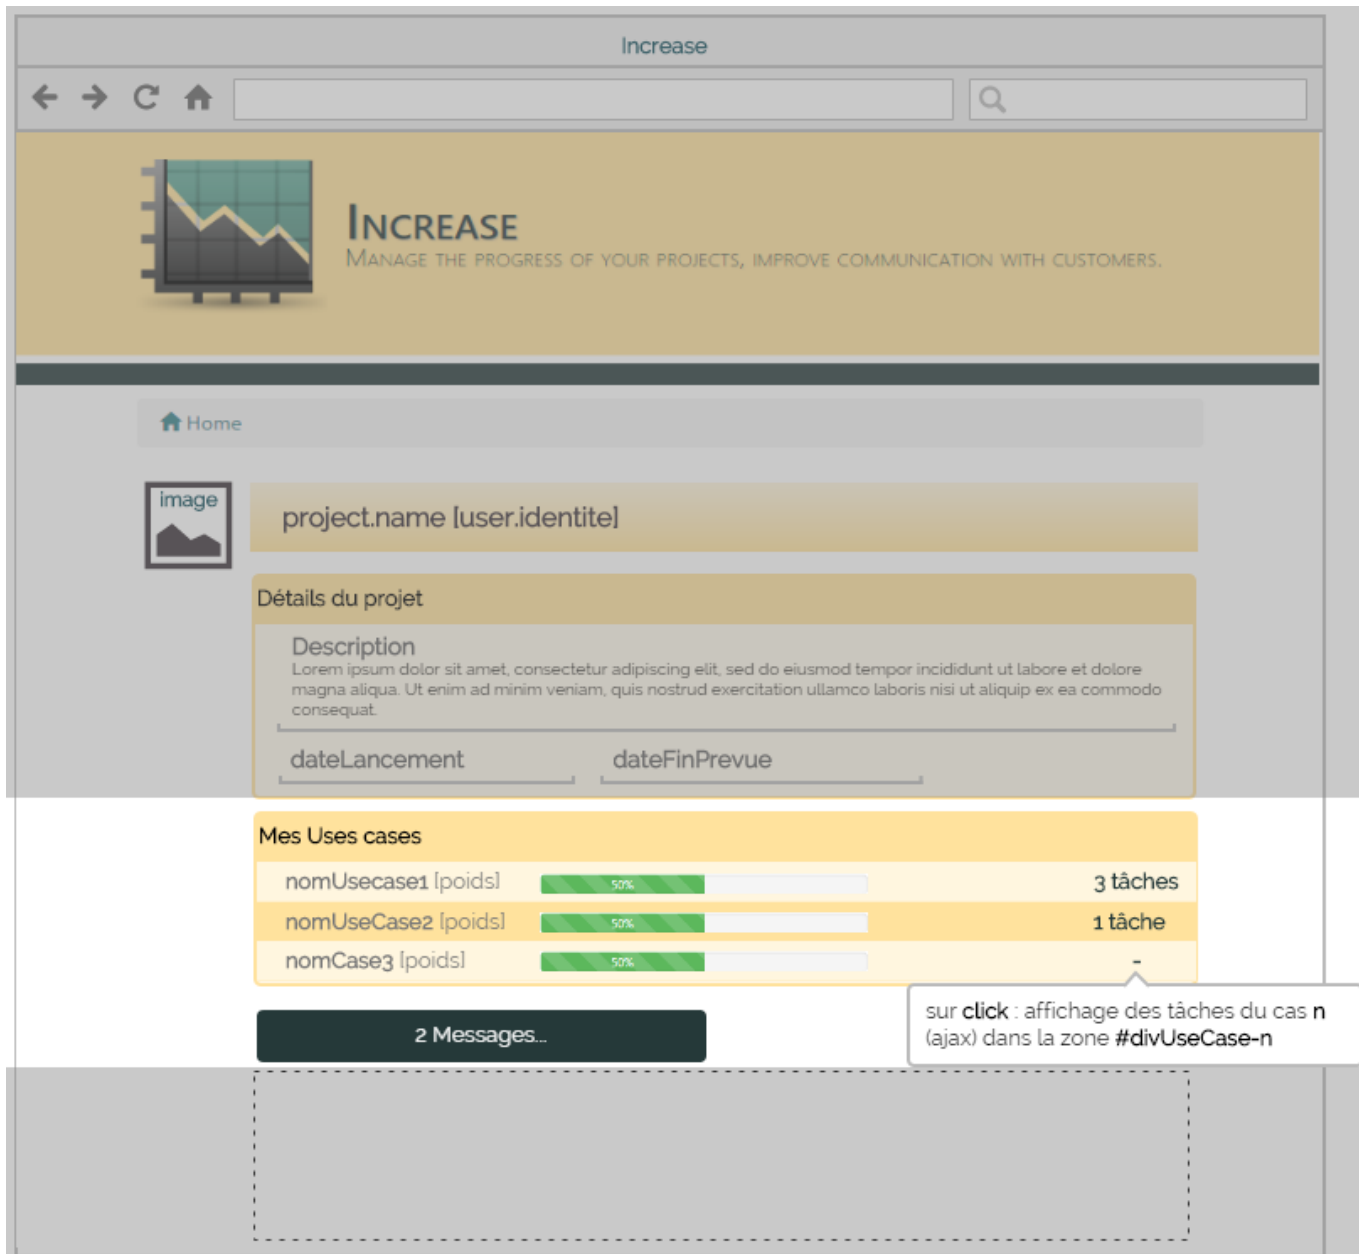 Increase
INCREASE
MANAGE THE PROGRESS OF YOUR PROJECTS, IMPROVE COMMUNICATION WITH CUSTOMERS.
Home
image
project.name [user.identite]
Détails du projet
Description
Lorem ipsum dolor sit amet, consectetur adipiscing elit, sed do eiusmod tempor incididunt ut labore et dolore
magna aliqua. Ut enim ad minim veniam, quis nostrud exercitation ullamco laboris nisi ut aliquip ex ea commodo
consequat.
dateLancement dateFinPrevue
Mes Uses cases
nomUsecase1 [poids] 50% 3 tâches
nomUseCase2 [poids] 50% 1 tâche
nomCase3 [poids] 50% -
sur click : affichage des tâches du cas n
(ajax) dans la zone #divUseCase-n
2 Messages...